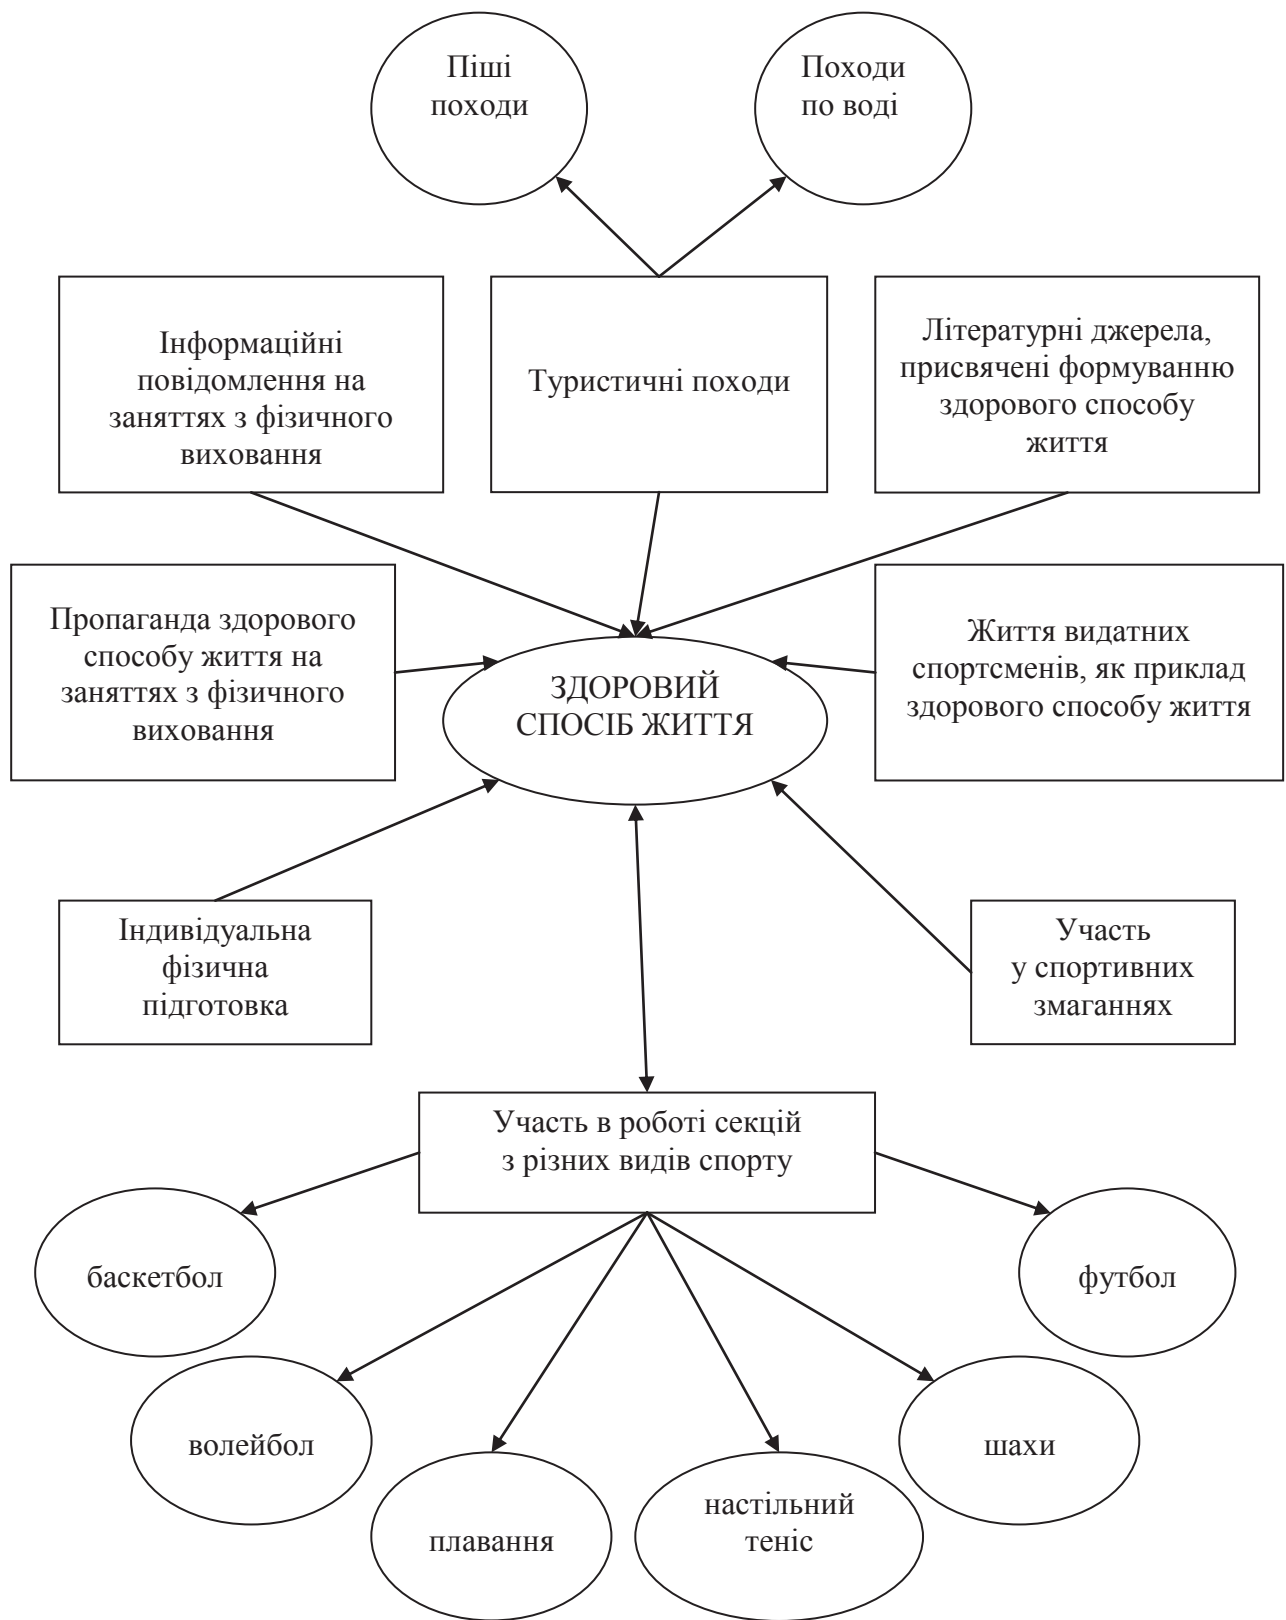 Піші
походи
Походи
по воді
Інформаційні
повідомлення на
заняттях з фізичного
виховання
Туристичні походи
Літературні джерела,
присвячені формуванню
здорового способу
життя
Пропаганда здорового
способу життя на
заняттях з фізичного
виховання
ЗДОРОВИЙ
СПОСІБ ЖИТТЯ
Життя видатних
спортсменів, як приклад
здорового способу життя
Індивідуальна
фізична
підготовка
Участь
у спортивних
змаганнях
Участь в роботі секцій
з різних видів спорту
баскетбол
футбол
волейбол
шахи
плавання
настільний
теніс